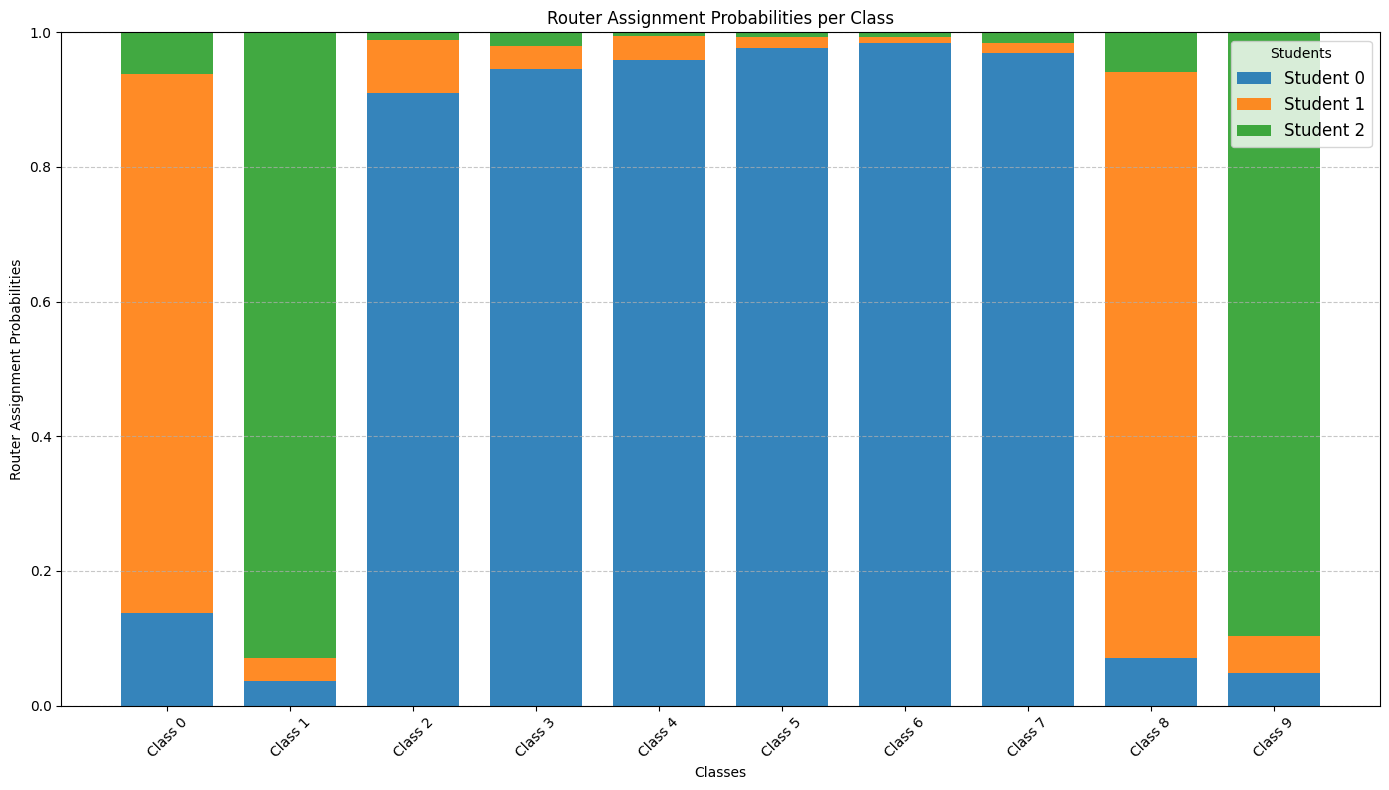 Router Assignment Probabilities per Class
Router Assignment Probabilities
1.0
0.8
0.6
0.4
0.2
0.0
Students
Student 0
Student 1
Student 2
Class 0
Class 1
Class 2
Class 3
Class 4
Class 5
Class 6
Class 7
Class 8
Class 9
Classes